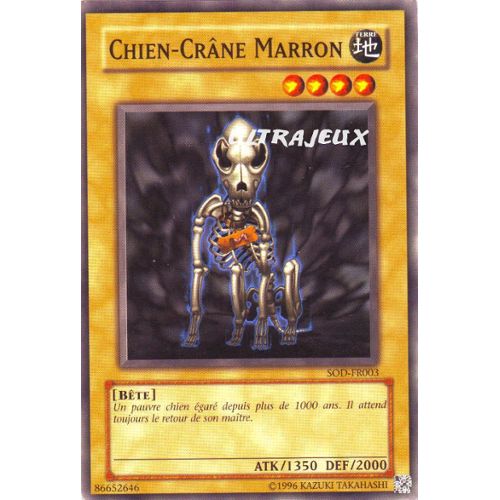 CHIEN-CRÂNE MARRON
TERRE
地
ULTRAJEUX
SOD-FR003
[BÊTE]
Un pauvre chien égaré depuis plus de 1000 ans. Il attend
toujours le retour de son maître.
ATK/1350 DEF/2000
86652646
©1996 KAZUKI TAKAHASHI